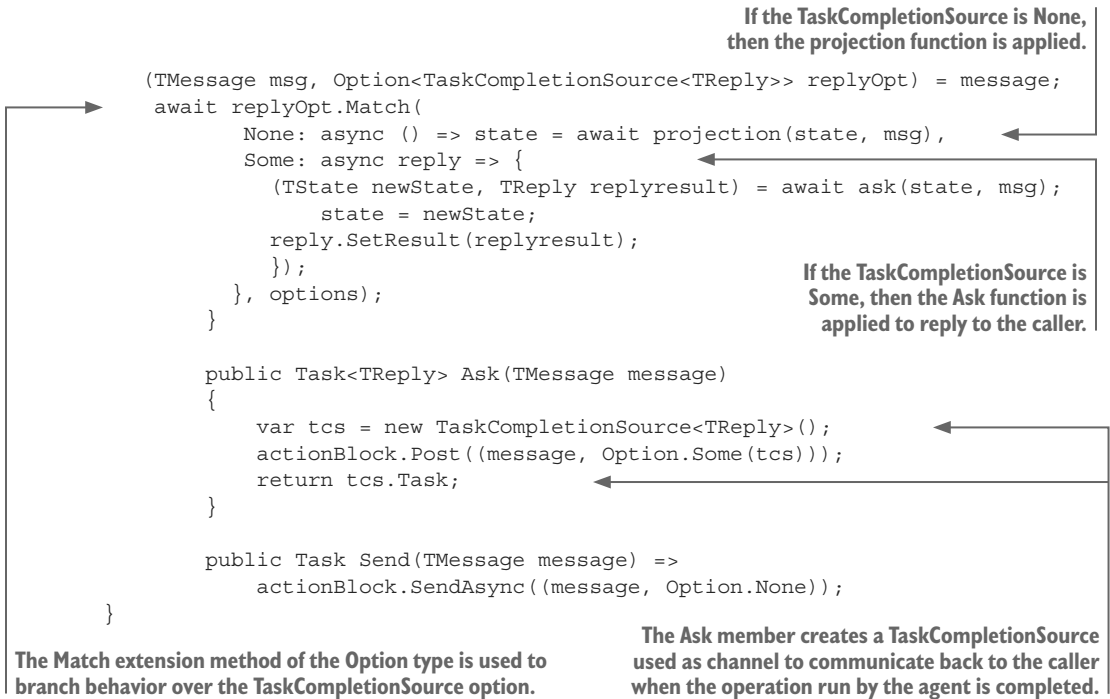 If the TaskCompletionSource is None,
then the projection function is applied.
(TMessage msg, Option<TaskCompletionSource<TReply>> replyOpt) = message;
await replyOpt.Match(
None: async () => state = await projection(state, msg),
Some: async reply => {
(TState newState, TReply replyresult) = await ask(state, msg);
state = newState;
reply.SetResult(replyresult);
});
}, options);
}
If the TaskCompletionSource is
Some, then the Ask function is
applied to reply to the caller.
public Task<TReply> Ask(TMessage message)
{
var tcs = new TaskCompletionSource<TReply>();
actionBlock.Post((message, Option.Some(tcs)));
return tcs.Task;
}
public Task Send(TMessage message) =>
actionBlock.SendAsync((message, Option.None));
}
The Match extension method of the Option type is used to
branch behavior over the TaskCompletionSource option.
The Ask member creates a TaskCompletionSource
used as channel to communicate back to the caller
when the operation run by the agent is completed.